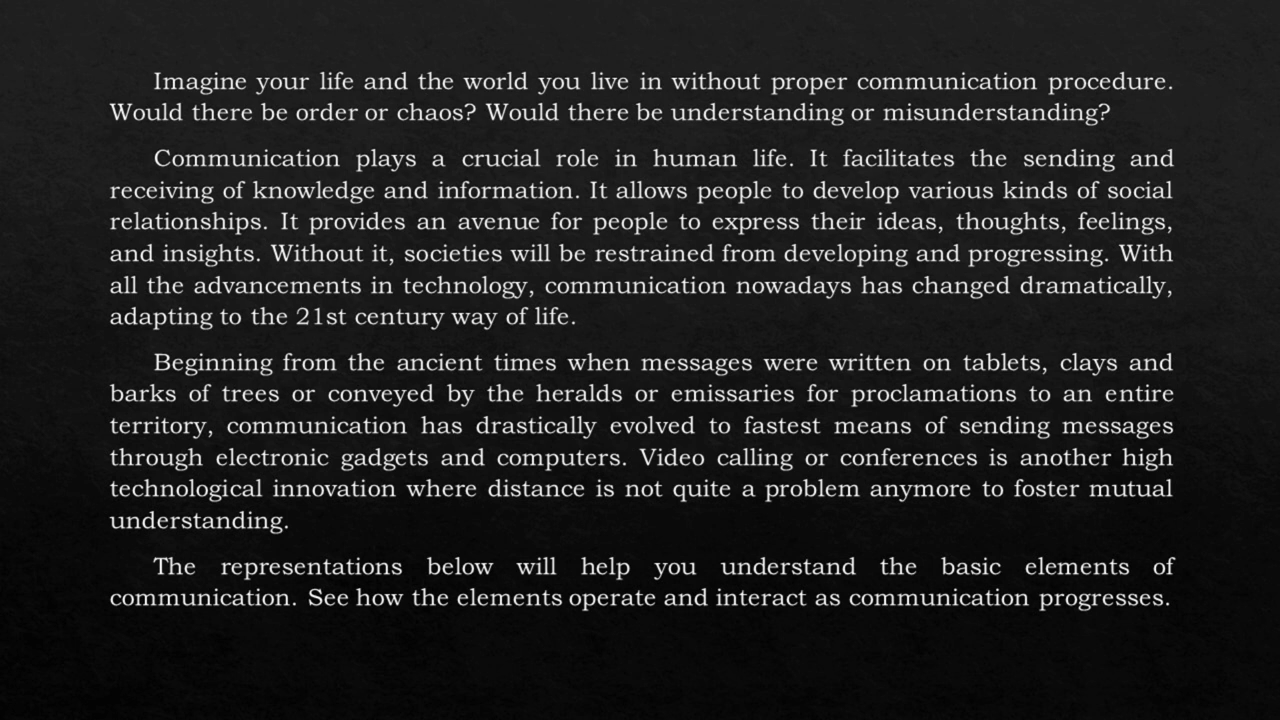 Imagine your life and the world you live in without proper communication procedure.
Would there be order or chaos? Would there be understanding or misunderstanding?
Communication plays a crucial role in human life. It facilitates the sending and
receiving of knowledge and information. It allows people to develop various kinds of social
relationships. It provides an avenue for people to express their ideas, thoughts, feelings,
and insights. Without it, societies will be restrained from developing and progressing. With
all the advancements in technology, communication nowadays has changed dramatically,
adapting to the 21st century way of life.
Beginning from the ancient times when messages were written on tablets, clays and
barks of trees or conveyed by the heralds or emissaries for proclamations to an entire
territory, communication has drastically evolved to fastest means of sending messages
through electronic gadgets and computers. Video calling or conferences is another high
technological innovation where distance is not quite a problem anymore to foster mutual
understanding.
The representations below will help you understand the basic elements of
communication. See how the elements operate and interact as communication progresses.